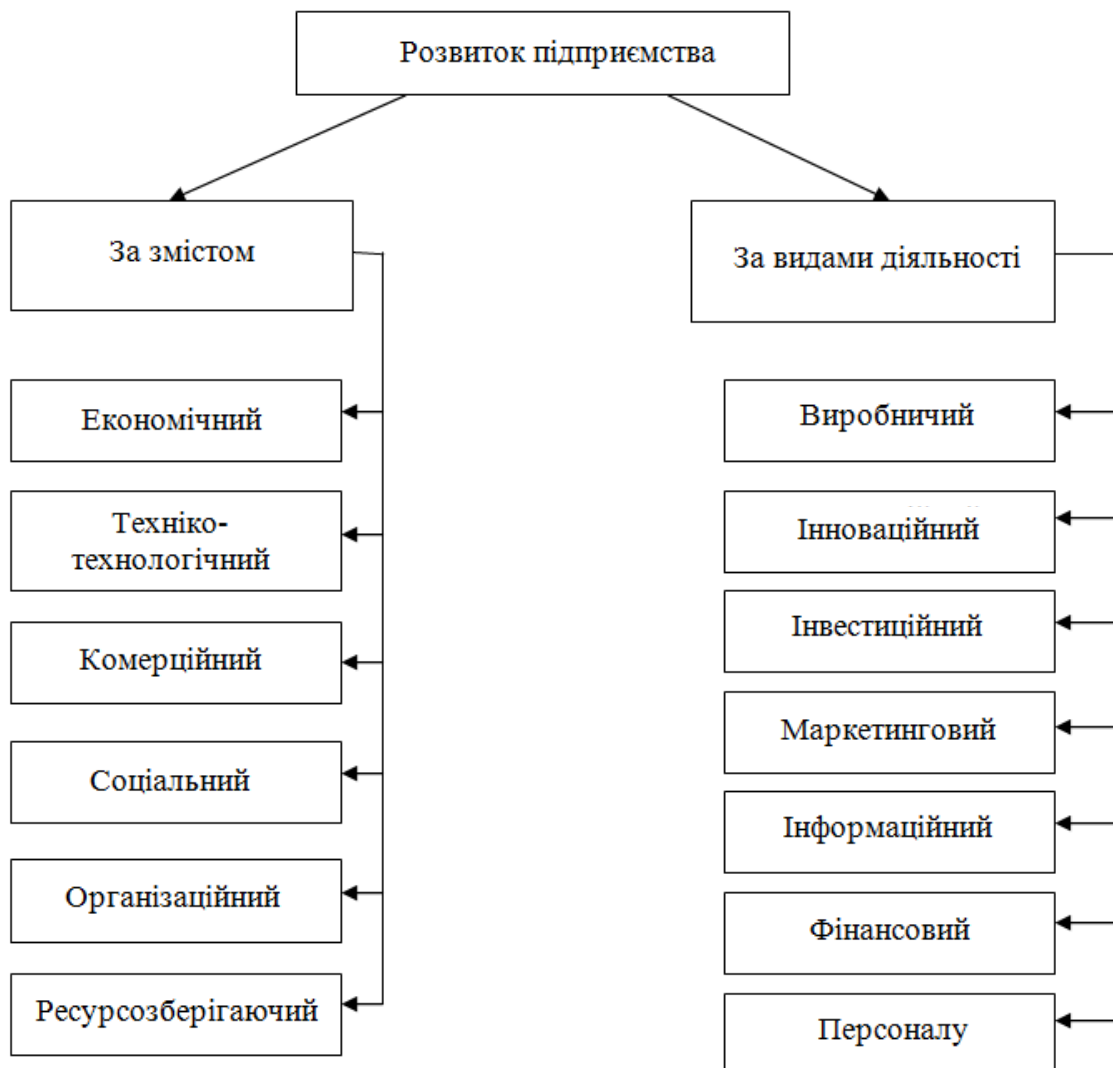 Розвиток підприємства
За змістом
Економічний
Техніко-
технологічний
Комерційний
Соціальний
Організаційний
Ресурсозберігаючий
За видами діяльності
Виробничий
Інноваційний
Інвестиційний
Маркетинговий
Інформаційний
Фінансовий
Персоналу